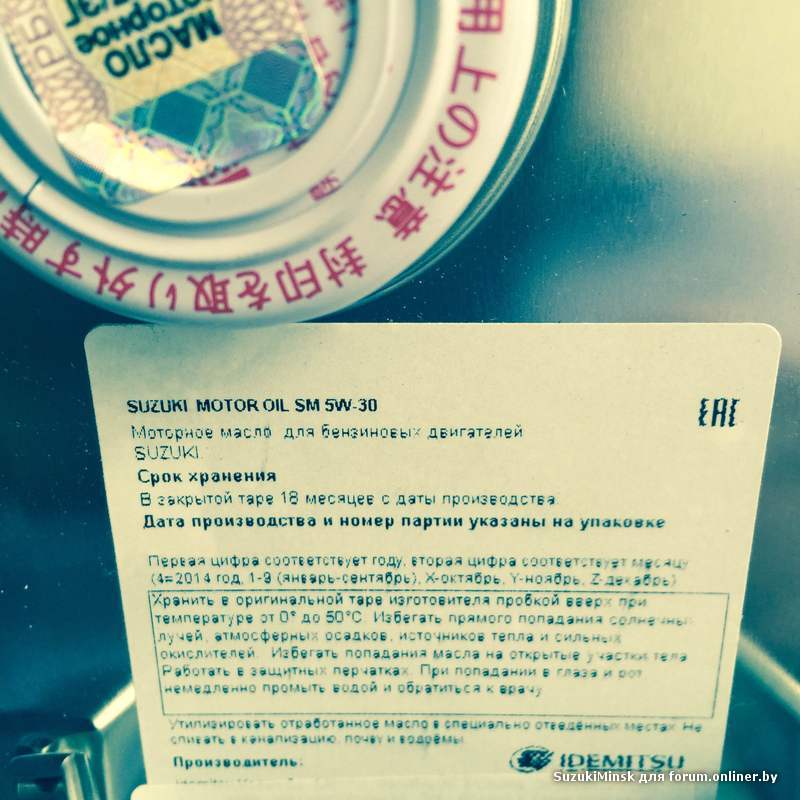 МАСЛО
моторное
用上の注意
封印を取り外す時
SUZUKI MOTOR OIL SM 5W-30
EAC
Моторное масло для бензиновых двигателей
SUZUKI.
Срок хранения
В закрытой таре 18 месяцев с даты производства.
Дата производства и номер партии указаны на упаковке
Первая цифра соответствует году, вторая цифра соответствует месяцу
(4=2014 год, 1-9 (январь-сентябрь), X-октябрь, Y-ноябрь, Z-декабрь)
Хранить в оригинальной таре изготовителя пробкой вверх при
температуре от 0° до 50°С. Избегать прямого попадания солнечных
лучей, атмосферных осадков, источников тепла и сильных
окислителей. Избегать попадания масла на открытые участки тела.
Работать в защитных перчатках. При попадании в глаза и рот
немедленно промыть водой и обратиться к врачу.
Утилизировать отработанное масло в специально отведённых местах. Не
сливать в канализацию, почву и водоёмы.
Производитель:
IDEMITSU
SuzukiMinsk для forum.onliner.by